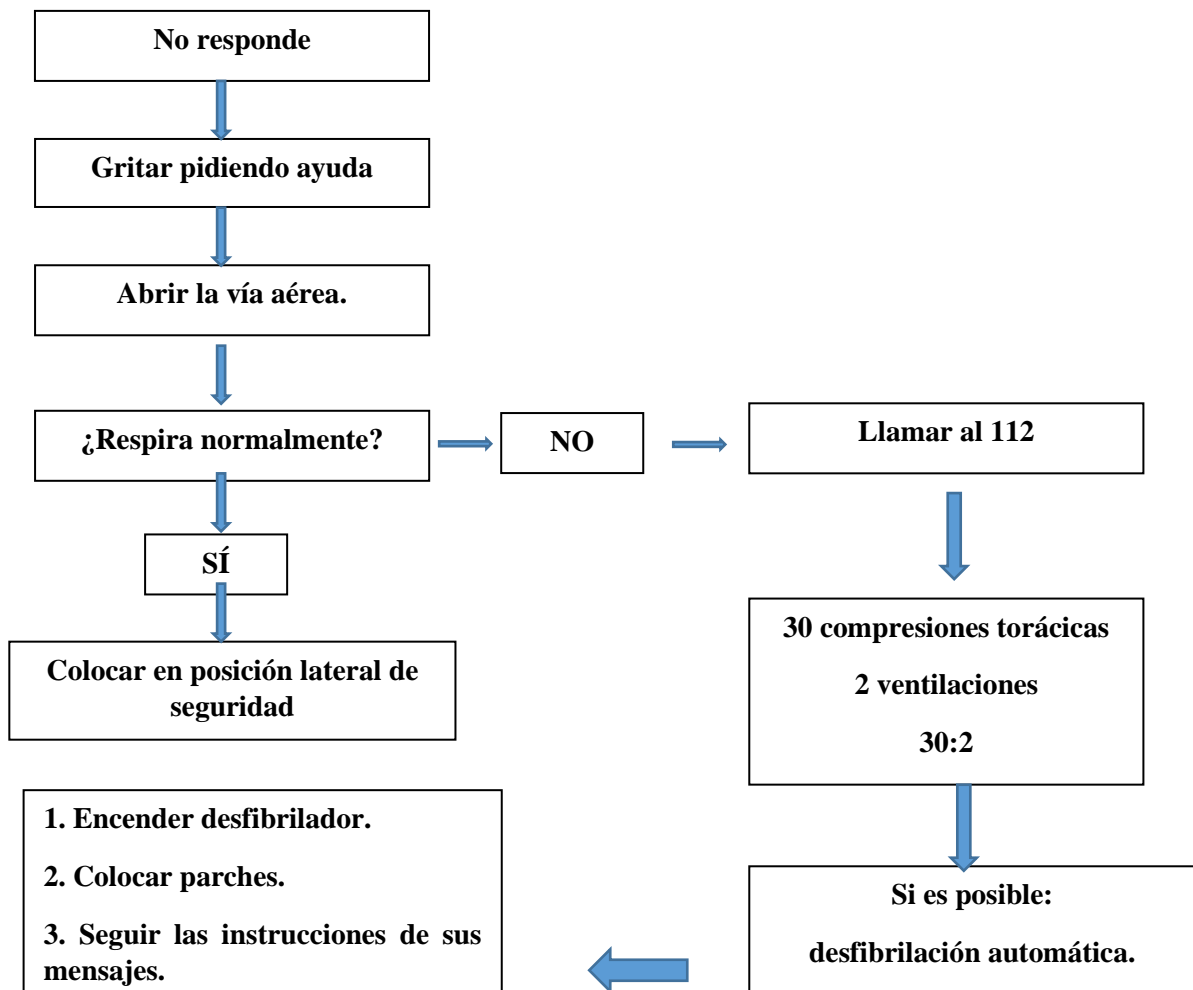 No responde
Gritar pidiendo ayuda
Abrir la vía aérea.
¿Respira normalmente?
NO
Llamar al 112
SÍ
Colocar en posición lateral de
seguridad
30 compresiones torácicas
2 ventilaciones
30:2
Si es posible:
desfibrilación automática.
1. Encender desfibrilador.
2. Colocar parches.
3. Seguir las instrucciones de sus
mensajes.